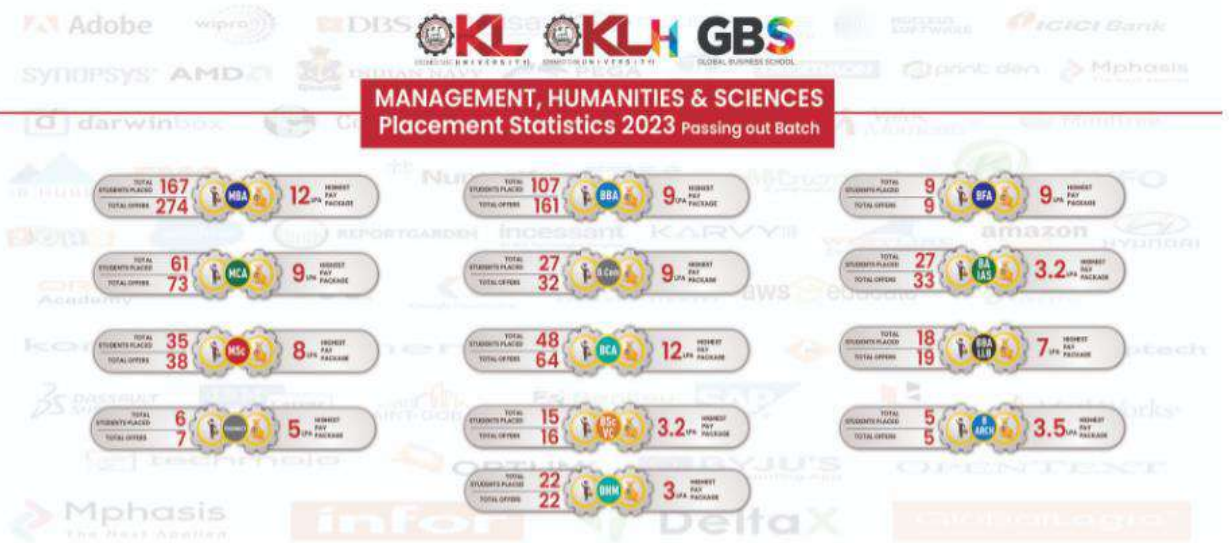 KL KLH GBS
GLOBAL BUSINESS SCHOOL
MANAGEMENT, HUMANITIES & SCIENCES
Placement Statistics 2023 Passing out Batch
TOTAL STUDENTS PLACED 167 MBA 12 LPA HIGHEST PAY PACKAGE
TOTAL OFFERS 274
TOTAL STUDENTS PLACED 107 BBA 9 LPA HIGHEST PAY PACKAGE
TOTAL OFFERS 161
TOTAL STUDENTS PLACED 9 BFA 9 LPA HIGHEST PAY PACKAGE
TOTAL OFFERS 9
TOTAL STUDENTS PLACED 61 MCA 9 LPA HIGHEST PAY PACKAGE
TOTAL OFFERS 73
TOTAL STUDENTS PLACED 27 B.Com 9 LPA HIGHEST PAY PACKAGE
TOTAL OFFERS 32
TOTAL STUDENTS PLACED 27 BA IAS 3.2 LPA HIGHEST PAY PACKAGE
TOTAL OFFERS 33
TOTAL STUDENTS PLACED 35 MSc 8 LPA HIGHEST PAY PACKAGE
TOTAL OFFERS 38
TOTAL STUDENTS PLACED 48 BCA 12 LPA HIGHEST PAY PACKAGE
TOTAL OFFERS 64
TOTAL STUDENTS PLACED 18 BBA LLB 7 LPA HIGHEST PAY PACKAGE
TOTAL OFFERS 19
TOTAL STUDENTS PLACED 6 5 LPA HIGHEST PAY PACKAGE
TOTAL OFFERS 7
TOTAL STUDENTS PLACED 15 BSc VC 3.2 LPA HIGHEST PAY PACKAGE
TOTAL OFFERS 16
TOTAL STUDENTS PLACED 5 B ARCH 3.5 LPA HIGHEST PAY PACKAGE
TOTAL OFFERS 5
TOTAL STUDENTS PLACED 22 BHM 3 LPA HIGHEST PAY PACKAGE
TOTAL OFFERS 22
Adobe wipro DBS ICICI Bank
SYNOPSYS AMD INDIAN NAVY PEGA print den Mphasis
darwinbox
REPORTGARDEN incessant KARVY amazon HYUNDAI
Academy aws educate
OPTUM BYJU'S OPENTEXT
Mphasis infor DeltaX GlobalLogic
The Next Applied